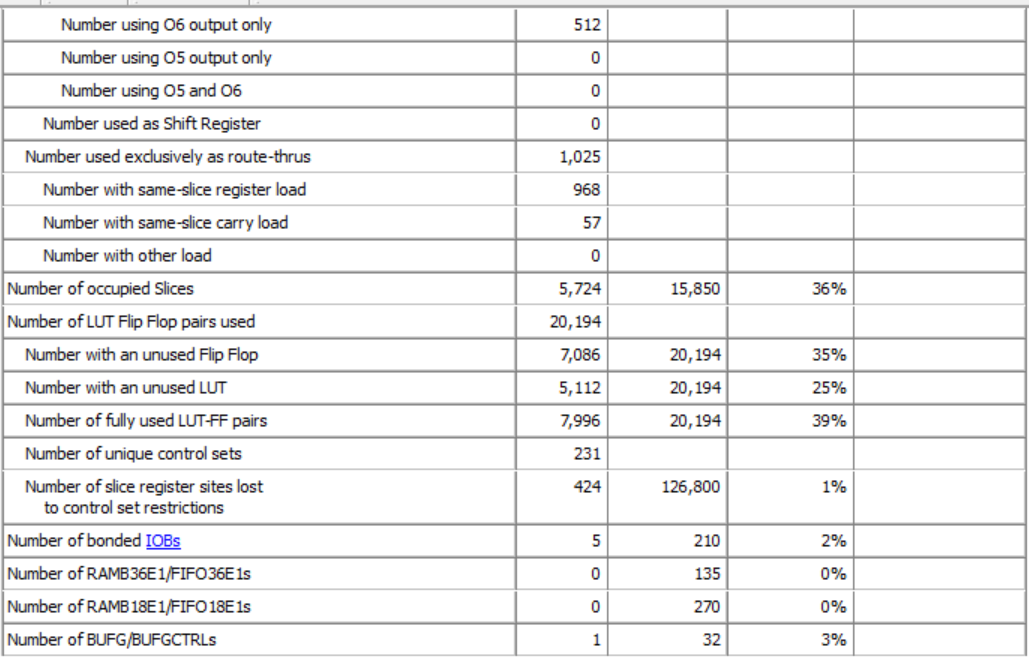 Number using O6 output only 512
Number using O5 output only 0
Number using O5 and O6 0
Number used as Shift Register 0
Number used exclusively as route-thrus 1,025
Number with same-slice register load 968
Number with same-slice carry load 57
Number with other load 0
Number of occupied Slices 5,724 15,850 36%
Number of LUT Flip Flop pairs used 20,194
Number with an unused Flip Flop 7,086 20,194 35%
Number with an unused LUT 5,112 20,194 25%
Number of fully used LUT-FF pairs 7,996 20,194 39%
Number of unique control sets 231
Number of slice register sites lost 424 126,800 1%
to control set restrictions
Number of bonded IOBs 5 210 2%
Number of RAMB36E1/FIFO36E1s 0 135 0%
Number of RAMB18E1/FIFO18E1s 0 270 0%
Number of BUFG/BUFGCTRLs 1 32 3%